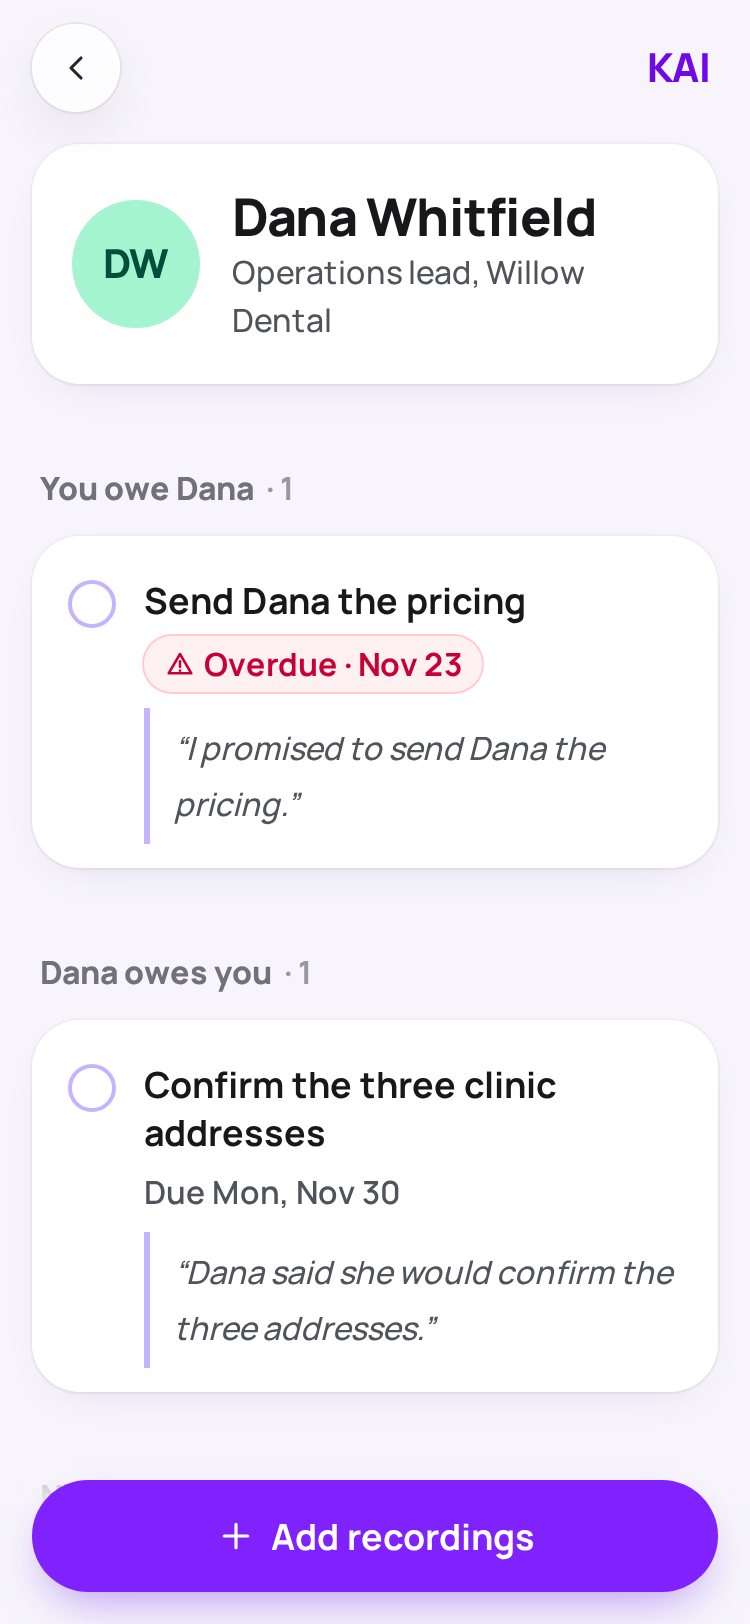 KAI
DW
Dana Whitfield
Operations lead, Willow
Dental
You owe Dana · 1
Send Dana the pricing
Overdue · Nov 23
“I promised to send Dana the
pricing.”
Dana owes you · 1
Confirm the three clinic
addresses
Due Mon, Nov 30
“Dana said she would confirm the
three addresses.”
+ Add recordings